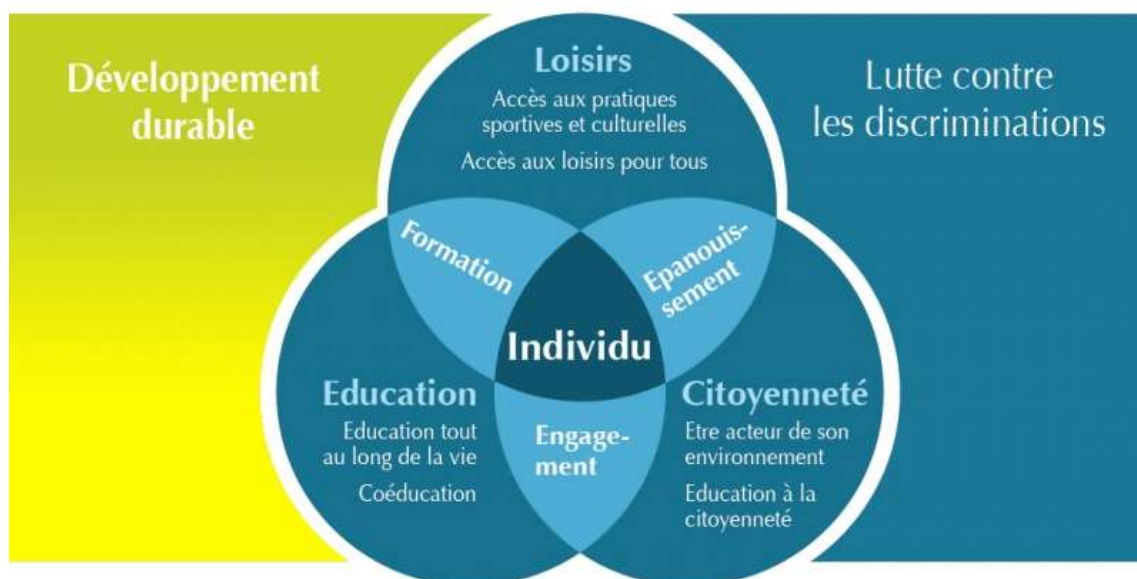 Développement
durable
Loisirs
Accès aux pratiques
sportives et culturelles
Accès aux loisirs pour tous
Lutte contre
les discriminations
Formation
Epanouis-
sement
Individu
Education
Education tout
au long de la vie
Coéducation
Engage-
ment
Citoyenneté
Etre acteur de son
environnement
Education à la
citoyenneté